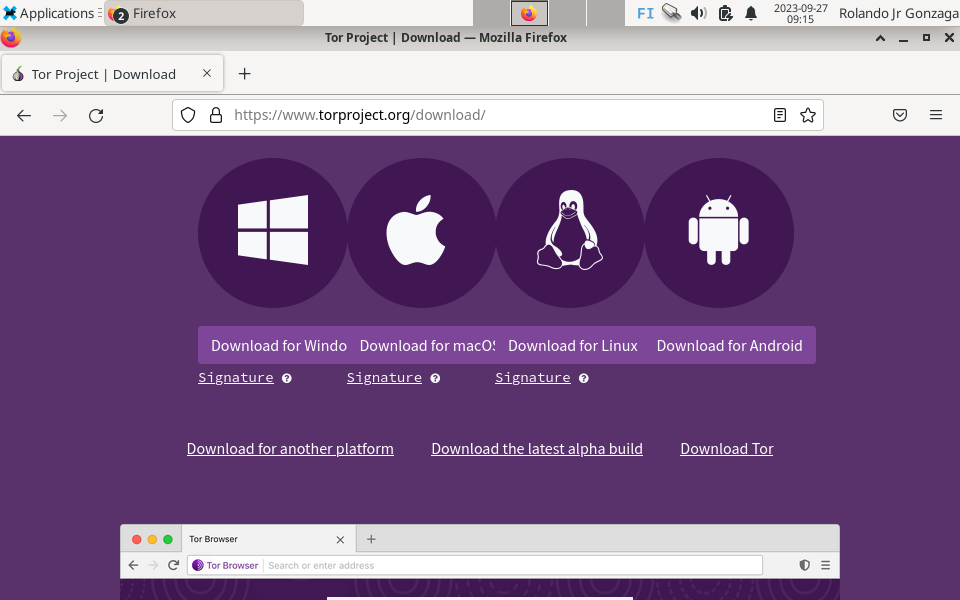 Applications
2
Firefox
FI
2023-09-27
09:15
Rolando Jr Gonzaga
Tor Project | Download — Mozilla Firefox
Tor Project | Download
https://www.torproject.org/download/
Download for Windo
Download for macOS
Download for Linux
Download for Android
Signature ?
Signature ?
Signature ?
Download for another platform
Download the latest alpha build
Download Tor
Tor Browser
Tor Browser
Search or enter address